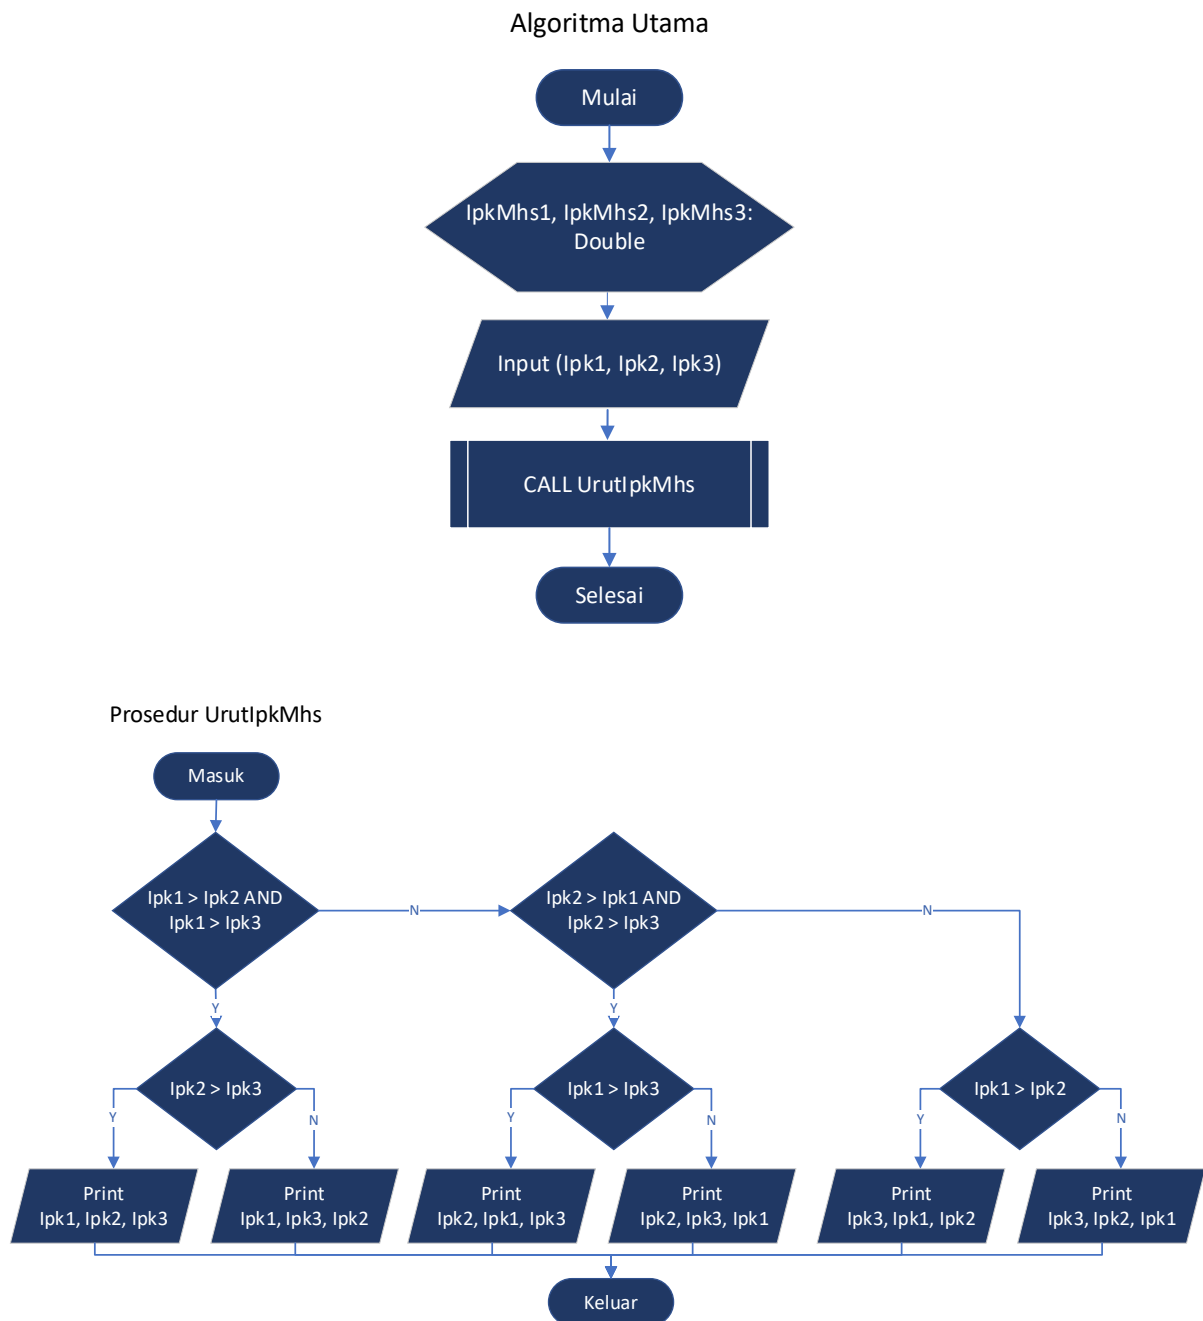 Algoritma Utama
Mulai
IpkMhs1, IpkMhs2, IpkMhs3:
Double
Input (Ipk1, Ipk2, Ipk3)
CALL UrutIpkMhs
Selesai
Prosedur UrutIpkMhs
Masuk
Ipk1 > Ipk2 AND
Ipk1 > Ipk3
N
Ipk2 > Ipk1 AND
Ipk2 > Ipk3
N
Y
Y
Ipk2 > Ipk3
Ipk1 > Ipk3
Ipk1 > Ipk2
Y
N
Y
N
Y
N
Print
Ipk1, Ipk2, Ipk3
Print
Ipk1, Ipk3, Ipk2
Print
Ipk2, Ipk1, Ipk3
Print
Ipk2, Ipk3, Ipk1
Print
Ipk3, Ipk1, Ipk2
Print
Ipk3, Ipk2, Ipk1
Keluar